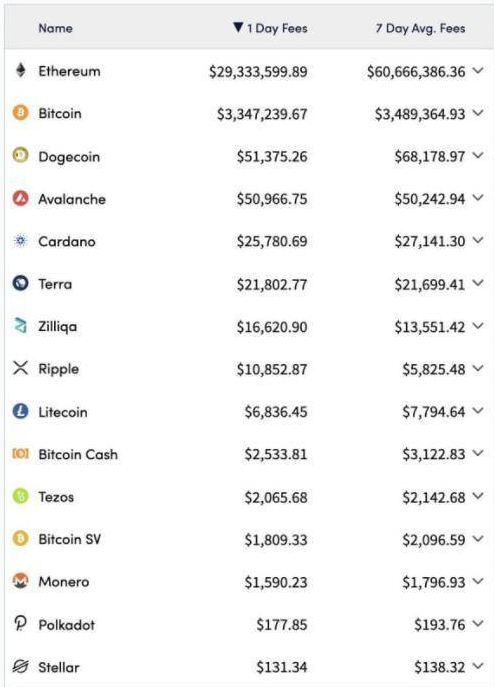 Name ▼ 1 Day Fees 7 Day Avg. Fees
Ethereum $29,333,599.89 $60,666,386.36
Bitcoin $3,347,239.67 $3,489,364.93
Dogecoin $51,375.26 $68,178.97
Avalanche $50,966.75 $50,242.94
Cardano $25,780.69 $27,141.30
Terra $21,802.77 $21,699.41
Zilliqa $16,620.90 $13,551.42
Ripple $10,852.87 $5,825.48
Litecoin $6,836.45 $7,794.64
Bitcoin Cash $2,533.81 $3,122.83
Tezos $2,065.68 $2,142.68
Bitcoin SV $1,809.33 $2,096.59
Monero $1,590.23 $1,796.93
Polkadot $177.85 $193.76
Stellar $131.34 $138.32